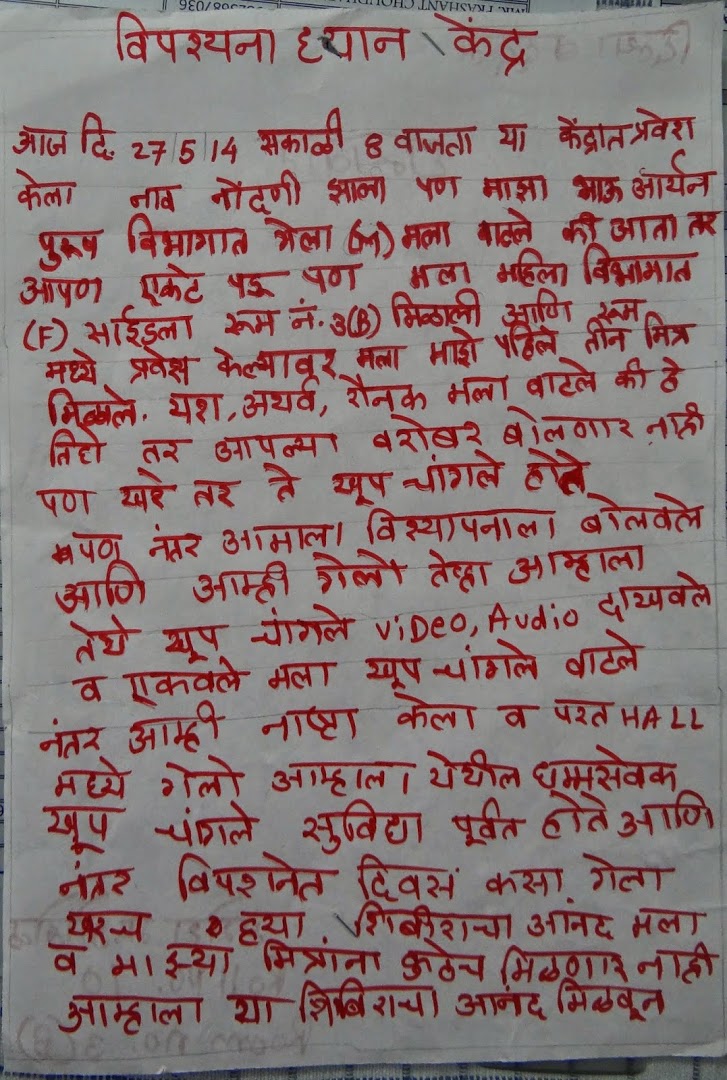 विपश्यना ध्यान केंद्र
आज दि. 27/5/14 सकाळी 8 वाजता या केंद्रात प्रवेश
केला नाव नोंदणी झाला पण माझा भाऊ आर्यन
पुरूष विभागात गेला (M) मला वाटले की आता तर
आपण एकटे पडू पण मला महिला विभागात
(F) साईडला रूम नं. 3(B) मिळाली आणि रूम
मध्ये प्रवेश केल्यावर मला माझे पहिले तीन मित्र
मिळाले. यश, अथर्व, रौनक मला वाटले की हे
तिघे तर आपल्या बरोबर बोलणार नाही
पण खरे तर ते खूप चांगले होते
पण नंतर आमाला विश्यापनाला बोलवले
आणि आम्ही गेलो तेव्हा आम्हाला
तेथे खूप चांगले ViDeo, Audio दाखवले
व एकवले मला खूप चांगले वाटले
नंतर आम्ही नाष्टा केला व परत HALL
मध्ये गेलो आम्हाला येथील धम्मसेवक
खूप चांगले सुविधा पूर्वत होते आणि
नंतर विपशनेत दिवस कसा गेला
खरच ह्या शिबीराचा आनंद मला
व माझ्या मित्रांना कुठेच मिळणार नाही
आम्हाला या शिबिराचा आनंद मिळवून